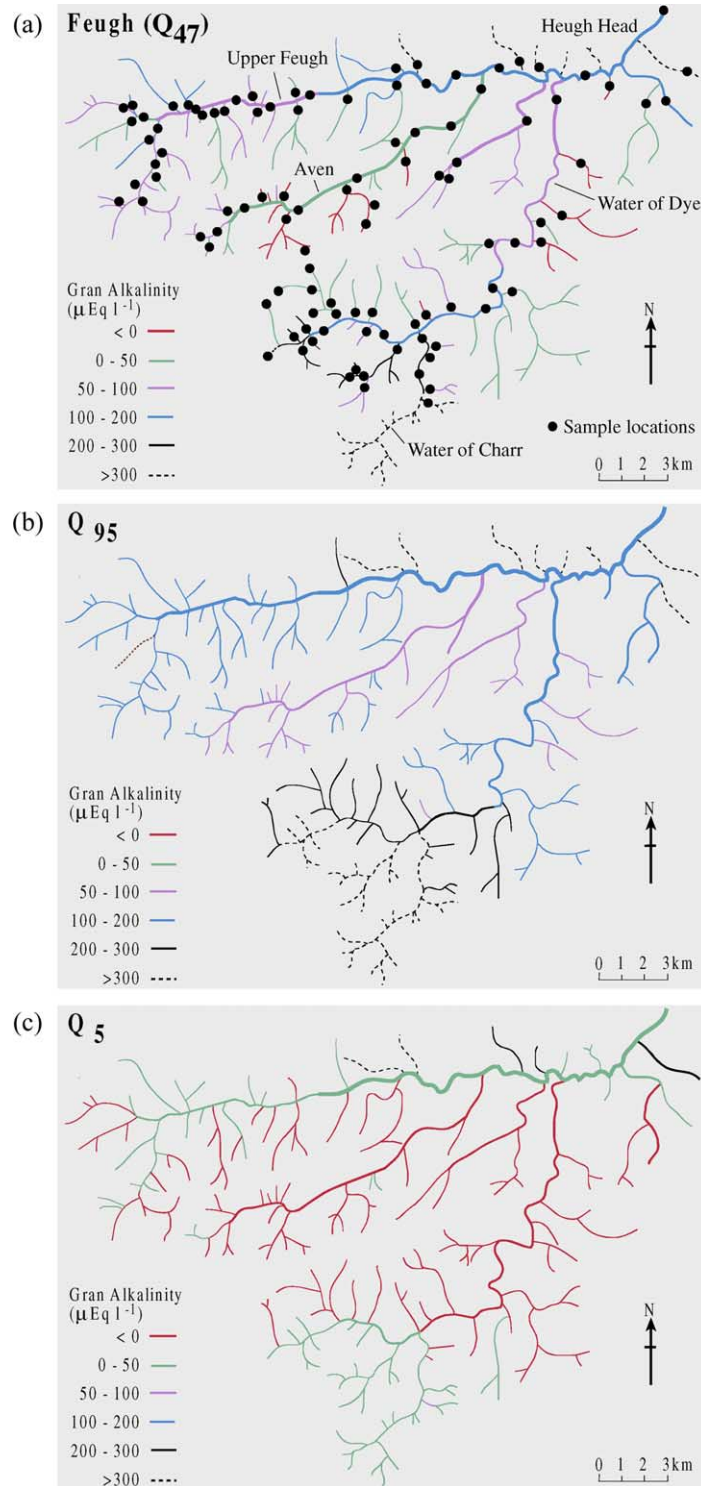 (a)
Feugh (Q47)
Heugh Head
Upper Feugh
Aven
Water of Dye
Gran Alkalinity
(µEq l-1)
< 0
0 - 50
50 - 100
100 - 200
200 - 300
>300
N
Sample locations
Water of Charr
0 1 2 3km
(b)
Q 95
Gran Alkalinity
(µEq l-1)
< 0
0 - 50
50 - 100
100 - 200
200 - 300
>300
N
0 1 2 3km
(c)
Q 5
Gran Alkalinity
(µEq l-1)
< 0
0 - 50
50 - 100
100 - 200
200 - 300
>300
N
0 1 2 3km